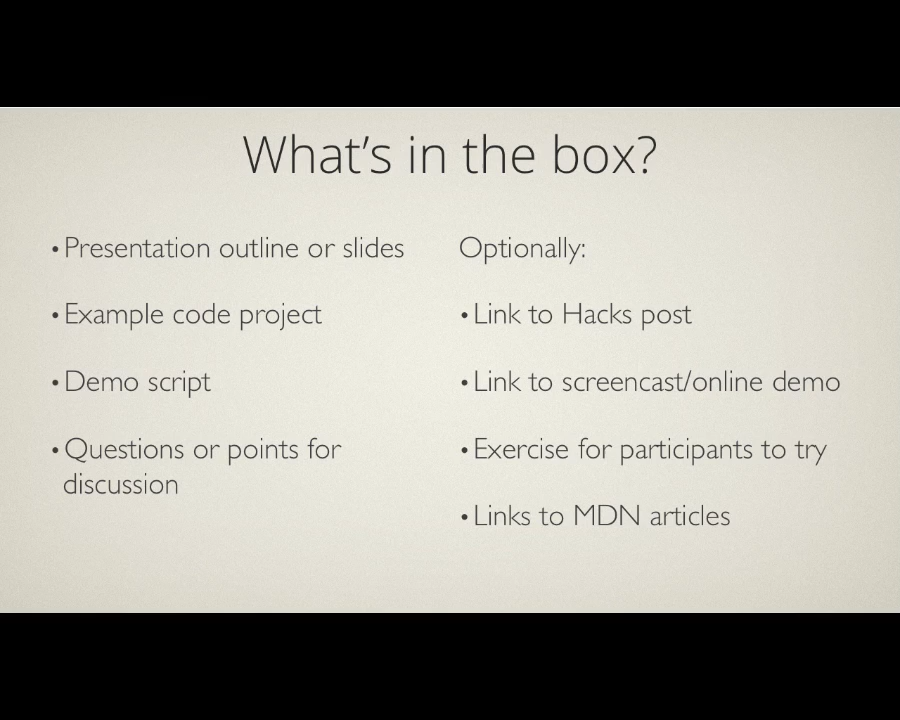 What's in the box?
•Presentation outline or slides
•Example code project
•Demo script
•Questions or points for
discussion
Optionally:
•Link to Hacks post
•Link to screencast/online demo
•Exercise for participants to try
•Links to MDN articles